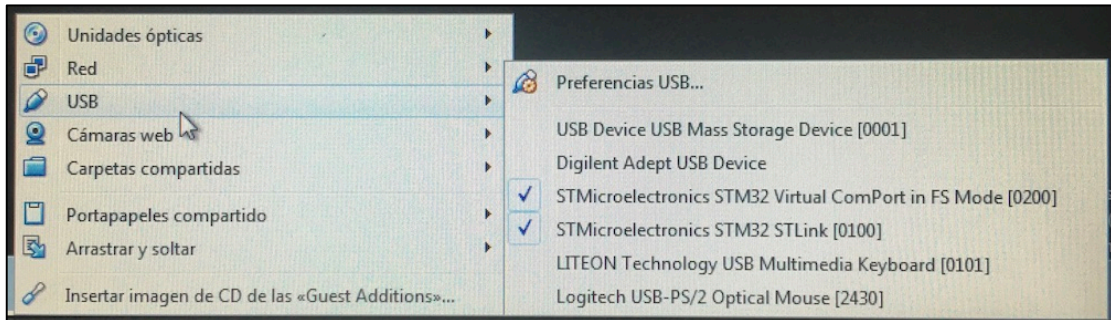 Unidades ópticas
Red
USB
Cámaras web
Carpetas compartidas
Portapapeles compartido
Arrastrar y soltar
Insertar imagen de CD de las «Guest Additions»...
Preferencias USB...
USB Device USB Mass Storage Device [0001]
Digilent Adept USB Device
STMicroelectronics STM32 Virtual ComPort in FS Mode [0200]
STMicroelectronics STM32 STLink [0100]
LITEON Technology USB Multimedia Keyboard [0101]
Logitech USB-PS/2 Optical Mouse [2430]